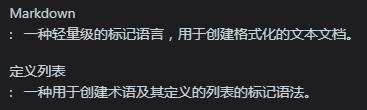 Markdown
： 一种轻量级的标记语言，用于创建格式化的文本文档。
定义列表
： 一种用于创建术语及其定义的列表的标记语法。